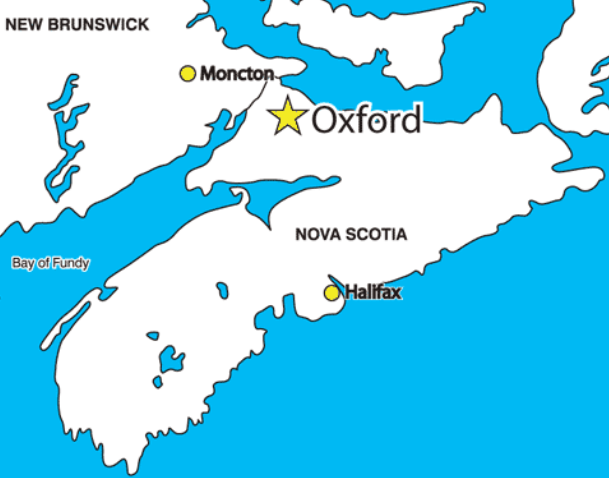 NEW BRUNSWICK
Moncton
Oxford
NOVA SCOTIA
Bay of Fundy
Halifax